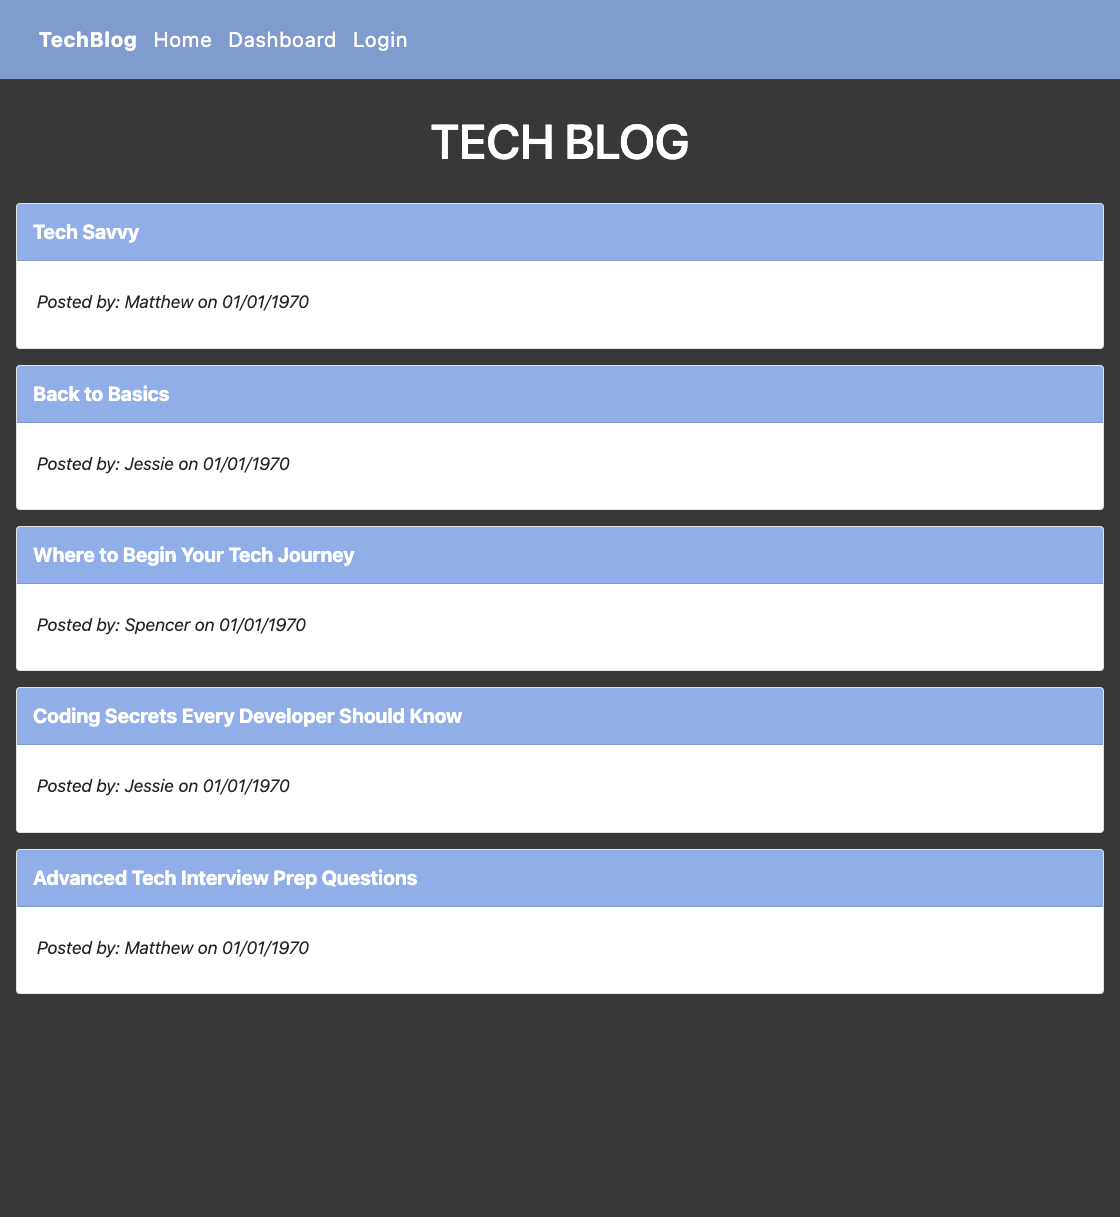 TechBlog Home Dashboard Login
TECH BLOG
Tech Savvy
Posted by: Matthew on 01/01/1970
Back to Basics
Posted by: Jessie on 01/01/1970
Where to Begin Your Tech Journey
Posted by: Spencer on 01/01/1970
Coding Secrets Every Developer Should Know
Posted by: Jessie on 01/01/1970
Advanced Tech Interview Prep Questions
Posted by: Matthew on 01/01/1970